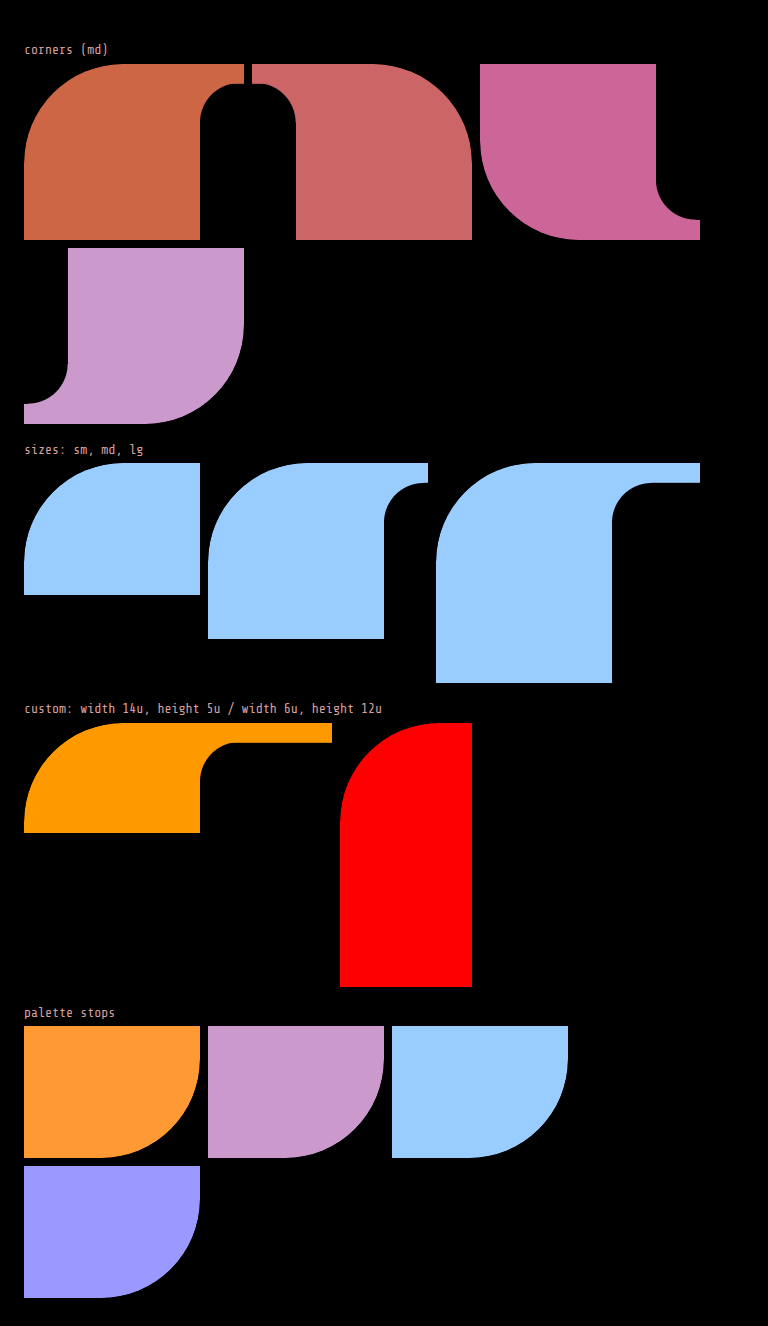 corners (md)
sizes: sm, md, lg
custom: width 14u, height 5u / width 6u, height 12u
palette stops